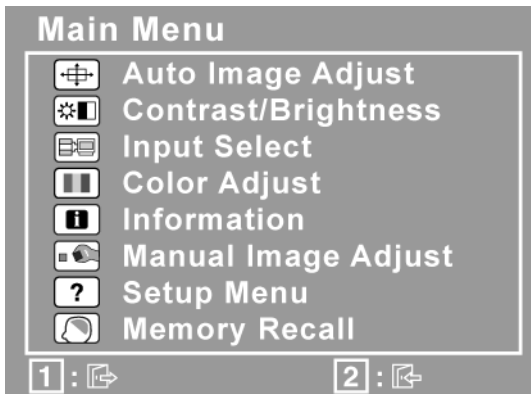 Main Menu
Auto Image Adjust
Contrast/Brightness
Input Select
Color Adjust
i Information
Manual Image Adjust
? Setup Menu
Memory Recall
1 : 2 :